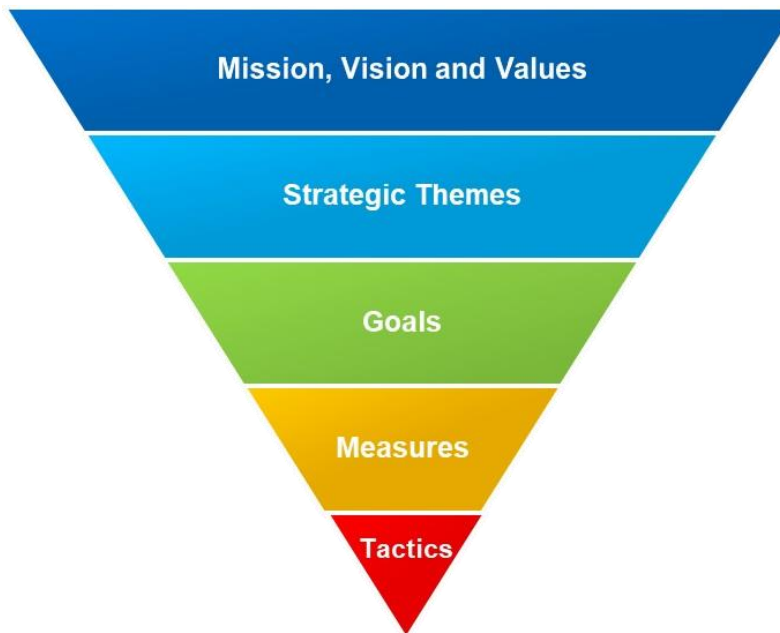 Mission, Vision and Values
Strategic Themes
Goals
Measures
Tactics